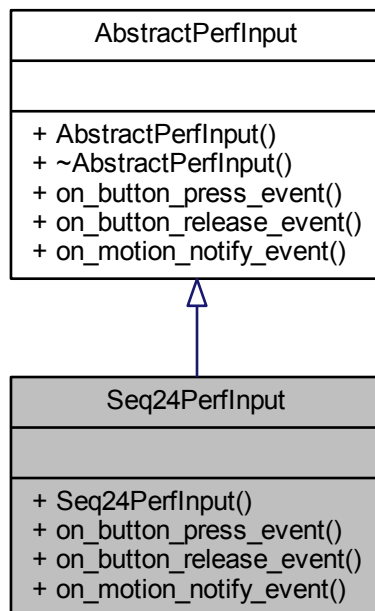 AbstractPerfInput
+ AbstractPerfInput()
+ ~AbstractPerfInput()
+ on_button_press_event()
+ on_button_release_event()
+ on_motion_notify_event()
Seq24PerfInput
+ Seq24PerfInput()
+ on_button_press_event()
+ on_button_release_event()
+ on_motion_notify_event()